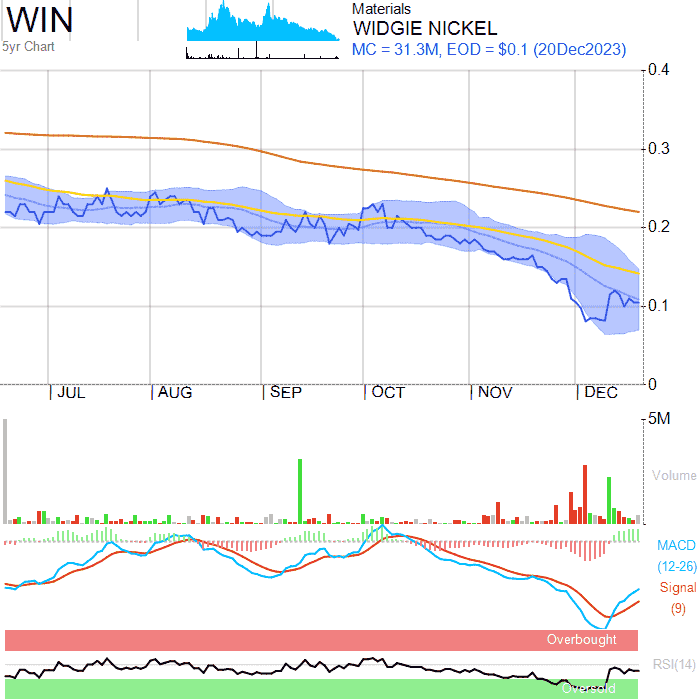 WIN
5yr Chart
Materials
WIDGIE NICKEL
MC = 31.3M, EOD = $0.1 (20Dec2023)
0.4
0.3
0.2
0.1
0
JUL AUG SEP OCT NOV DEC
5M
Volume
MACD
(12-26)
Signal
(9)
Overbought
RSI(14)
Oversold